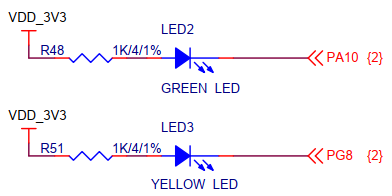 VDD_3V3
LED2
R48 1K/4/1%
PA10 {2}
GREEN LED
VDD_3V3
LED3
R51 1K/4/1%
PG8 {2}
YELLOW LED